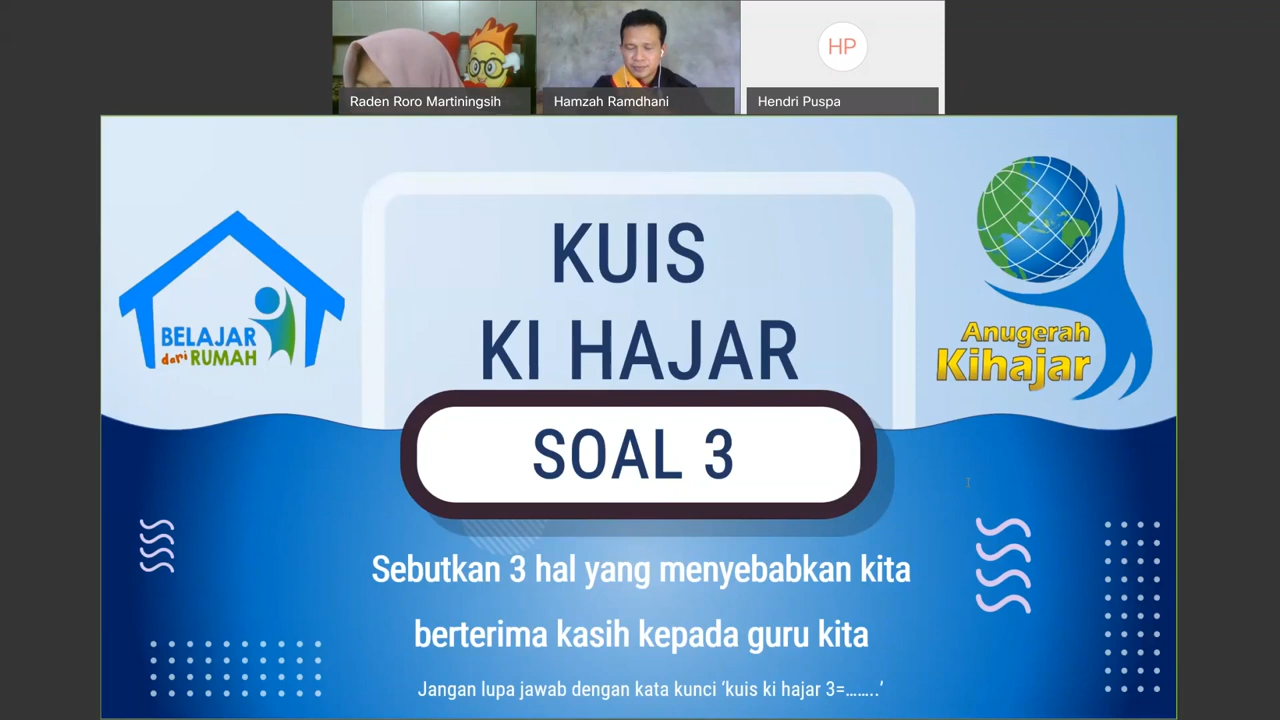 HP
Raden Roro Martiningsih
Hamzah Ramdhani
Hendri Puspa
KUIS
KI HAJAR
BELAJAR
dari RUMAH
Anugerah
Kihajar
SOAL 3
Sebutkan 3 hal yang menyebabkan kita
berterima kasih kepada guru kita
Jangan lupa jawab dengan kata kunci ‘kuis ki hajar 3=........’